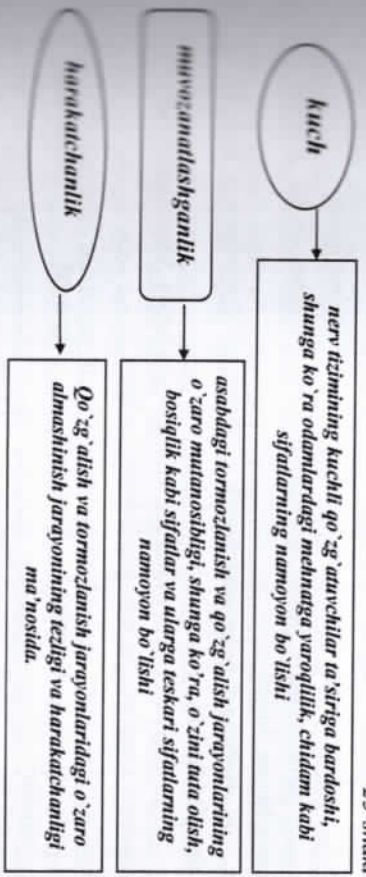 kuch
nerv tizimining kuchli qo`zg`atuvchilar ta'siriga bardoshi,
shunga ko`ra odamlardagi mehnatga yaroqlilik, chidam kabi
sifatlarning namoyon bo`lishi
muvozanatlashganlik
asabdagi tormozlanish va qo`zg`alish jarayonlarining
o`zaro mutanosibligi, shunga ko`ra, o`zini tuta olish,
bosiqlik kabi sifatlar va ularga teskari sifatlarning
namoyon bo`lishi
harakatchanlik
Qo`zg`alish va tormozlanish jarayonlaridagi o`zaro
almashinish jarayonining tezligi va harakatchanligi
ma'nosida.